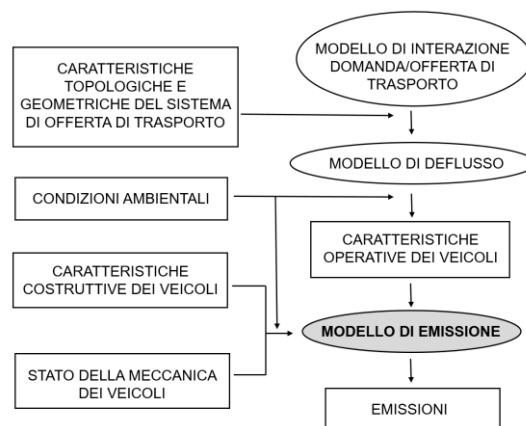 MODELLO DI INTERAZIONE
DOMANDA/OFFERTA DI
TRASPORTO
CARATTERISTICHE
TOPOLOGICHE E
GEOMETRICHE DEL SISTEMA
DI OFFERTA DI TRASPORTO
MODELLO DI DEFLUSSO
CONDIZIONI AMBIENTALI
CARATTERISTICHE
OPERATIVE DEI VEICOLI
CARATTERISTICHE
COSTRUTTIVE DEI VEICOLI
MODELLO DI EMISSIONE
STATO DELLA MECCANICA
DEI VEICOLI
EMISSIONI